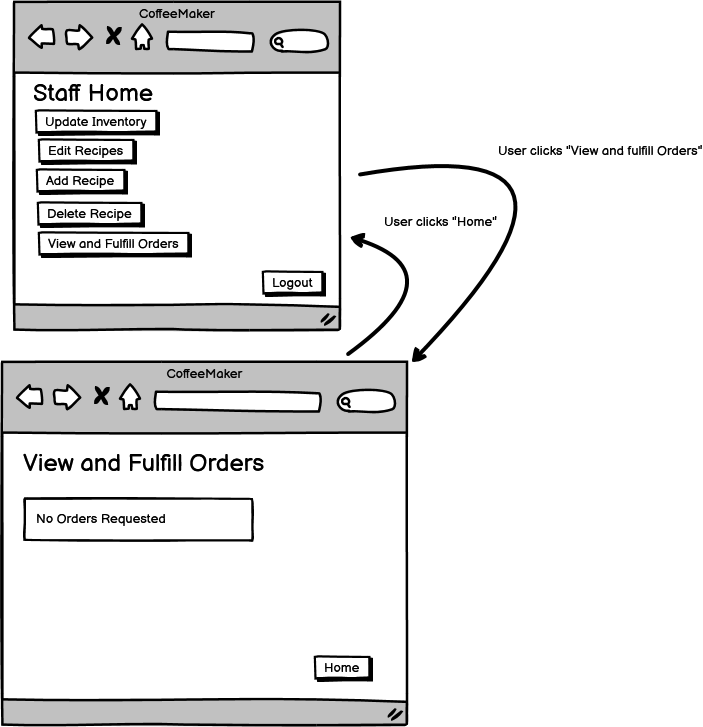 CoffeeMaker
Staff Home
Update Inventory
Edit Recipes
Add Recipe
Delete Recipe
View and Fulfill Orders
Logout
User clicks "View and fulfill Orders"
User clicks "Home"
CoffeeMaker
View and Fulfill Orders
No Orders Requested
Home